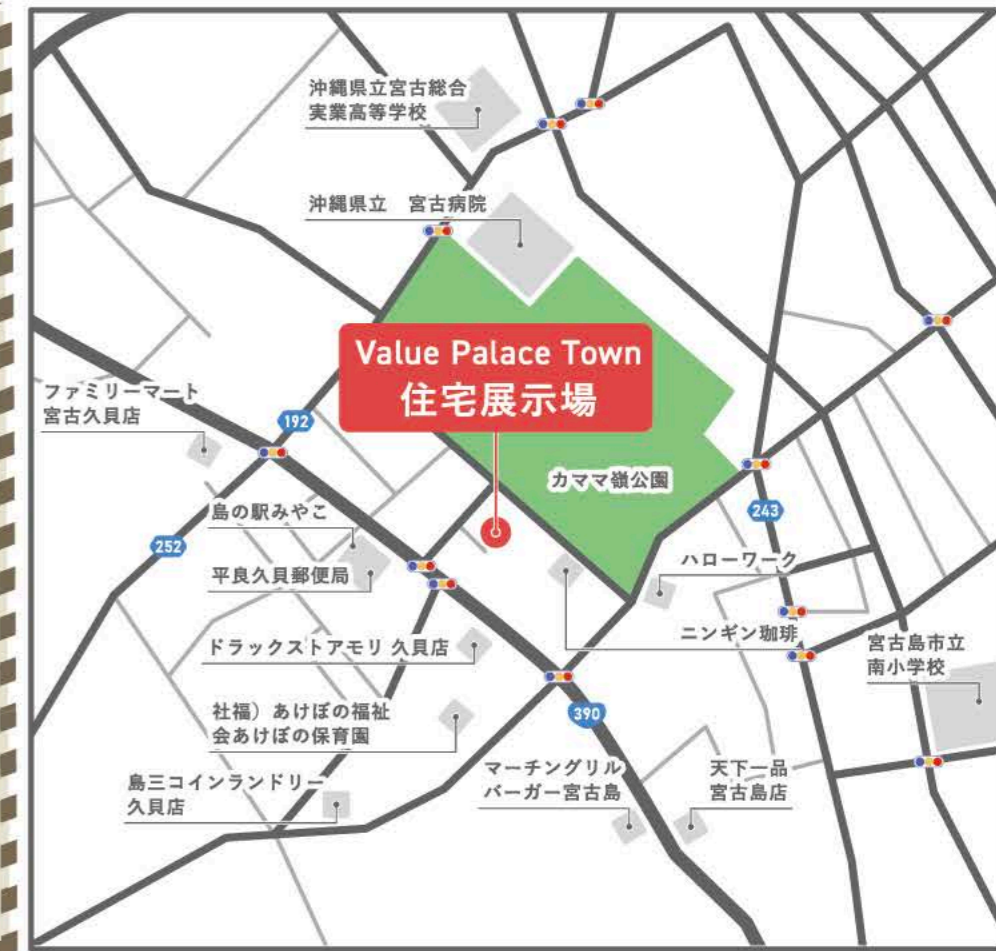 沖縄県立宮古総合
実業高等学校
沖縄県立 宮古病院
Value Palace Town
住宅展示場
ファミリーマート
宮古久貝店
192
カママ嶺公園
島の駅みやこ
243
252
平良久貝郵便局
ハローワーク
ドラックストアモリ 久貝店
ニンギン珈琲
宮古島市立
南小学校
社福）あけぼの福祉
会あけぼの保育園
390
島三コインランドリー
久貝店
マーチングリル
バーガー宮古島
天下一品
宮古島店